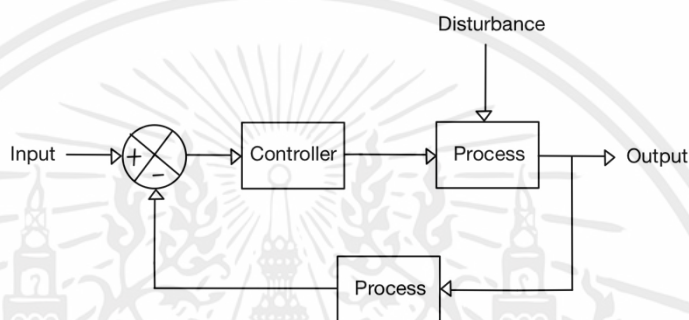 Disturbance
Input
+
−
Controller
Process
Output
Process